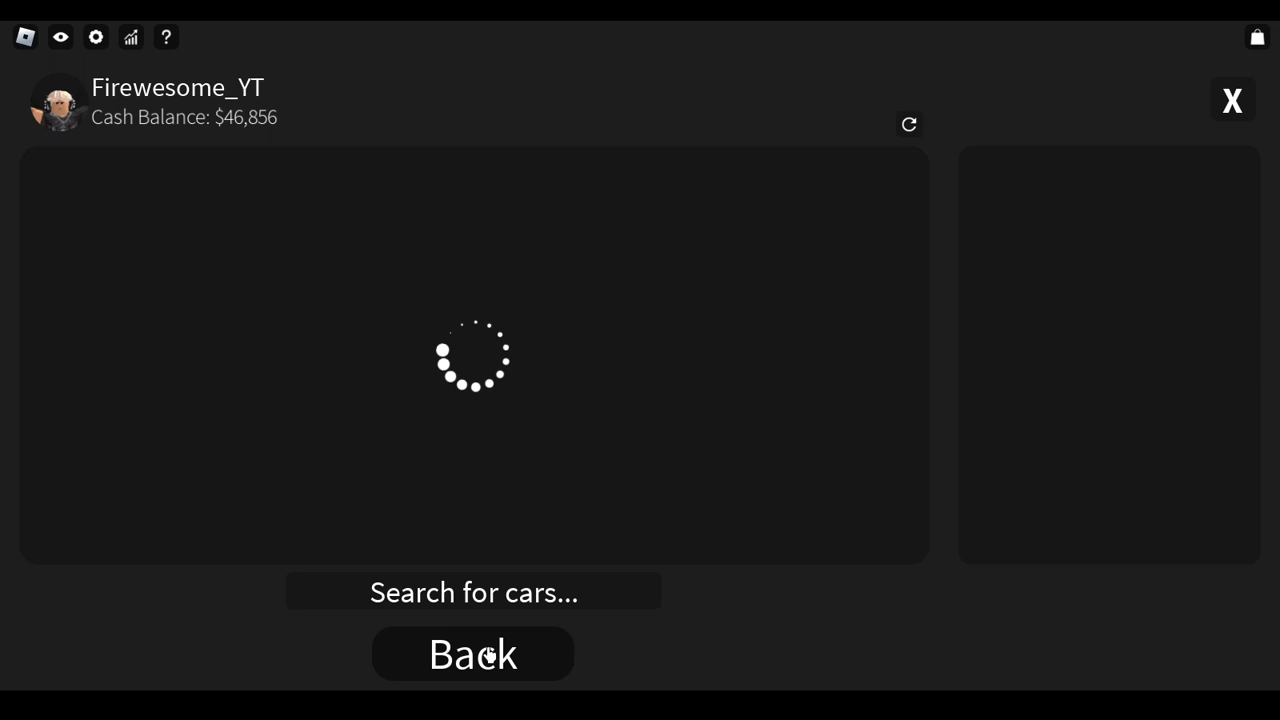 ?
Firewesome_YT
Cash Balance: $46,856
X
Search for cars...
Back